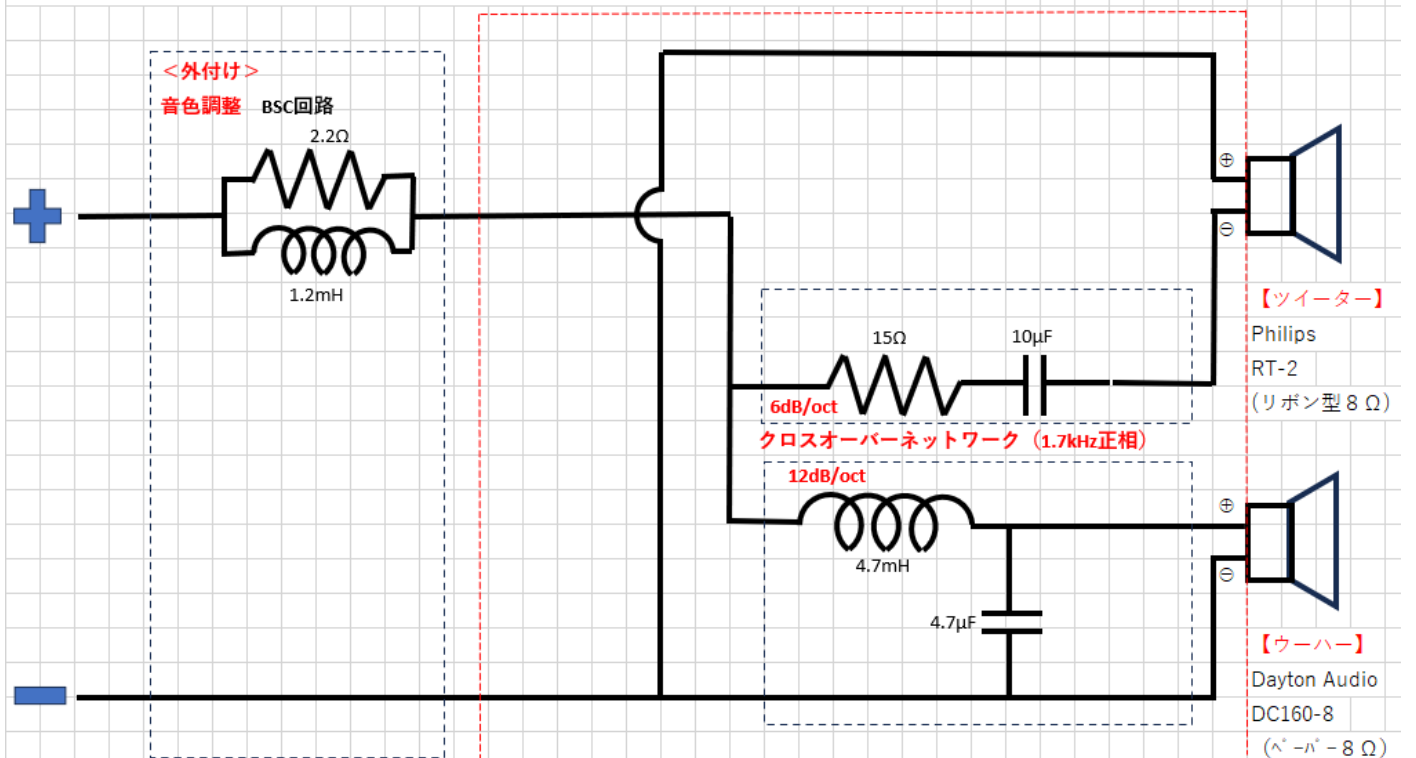 ＜外付け＞
音色調整 BSC回路
2.2Ω
1.2mH
⊕
⊖
【ツイーター】
Philips
RT-2
(リボン型８Ω)
15Ω
10μF
6dB/oct
クロスオーバーネットワーク（1.7kHz正相）
12dB/oct
4.7mH
4.7μF
⊕
⊖
【ウーハー】
Dayton Audio
DC160-8
（ﾍﾟｰﾊﾟｰ８Ω）